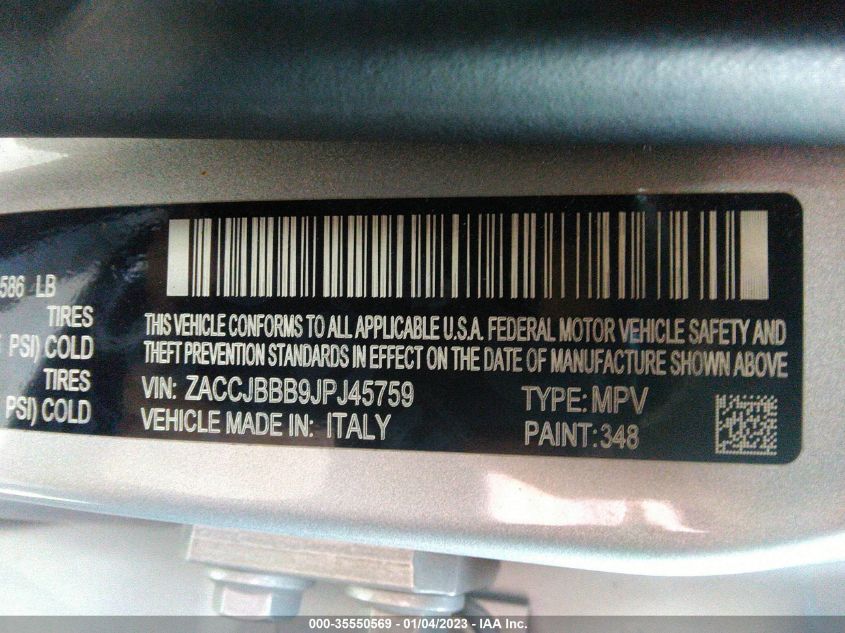 586 LB
TIRES
PSI) COLD
TIRES
PSI) COLD
THIS VEHICLE CONFORMS TO ALL APPLICABLE U.S.A. FEDERAL MOTOR VEHICLE SAFETY AND
THEFT PREVENTION STANDARDS IN EFFECT ON THE DATE OF MANUFACTURE SHOWN ABOVE
VIN: ZACCJBBB9JPJ45759 TYPE: MPV
VEHICLE MADE IN: ITALY PAINT: 348
000-35550569 - 01/04/2023 - IAA Inc.